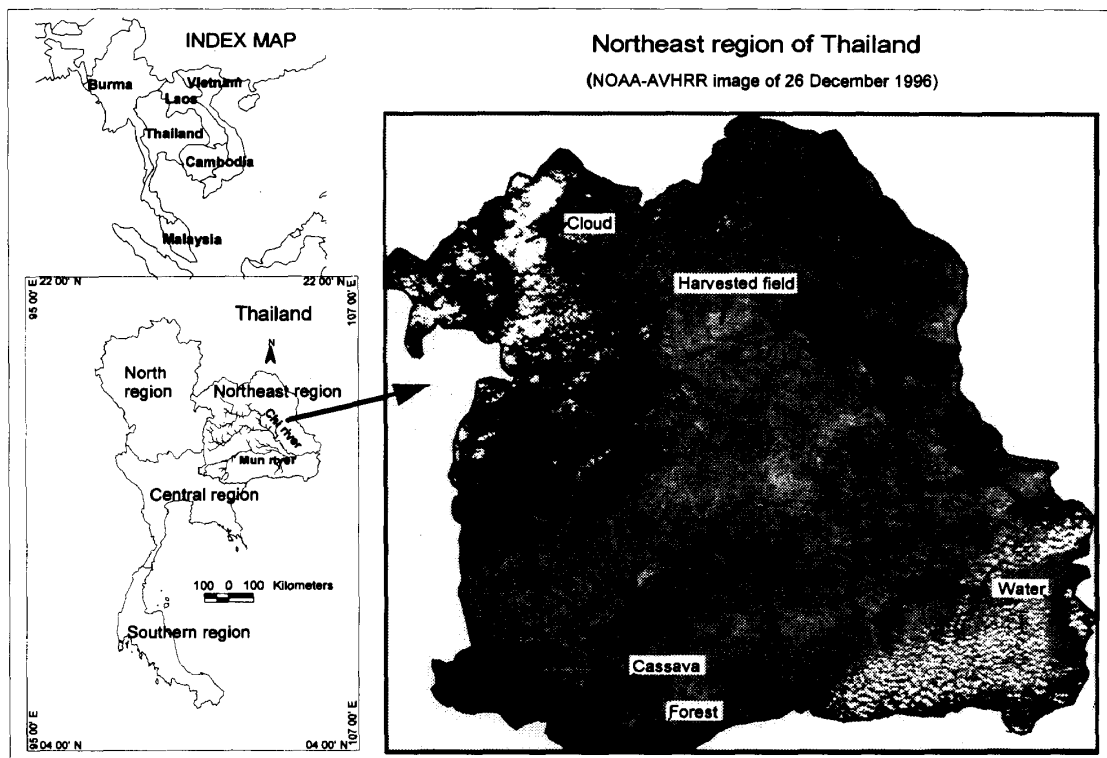 INDEX MAP
Burma
Vietnam
Laos
Thailand
Cambodia
Malaysia
22 00' N
22 00' N
95 00' E
107 00' E
Thailand
N
North
region
Northeast region
Chi river
Mun river
Central region
100 0 100 Kilometers
Southern region
95 00' E
04 00' N
04 00' N
107 00' E
Northeast region of Thailand
(NOAA-AVHRR image of 26 December 1996)
Cloud
Harvested field
Water
Cassava
Forest